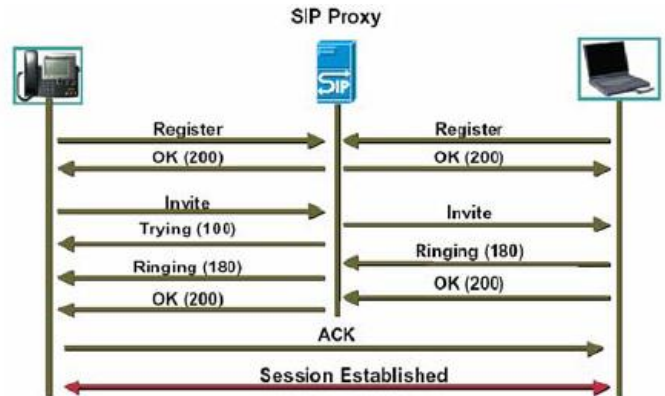 SIP Proxy
SIP
Register
Register
OK (200)
OK (200)
Invite
Invite
Trying (100)
Ringing (180)
Ringing (180)
OK (200)
OK (200)
ACK
Session Established